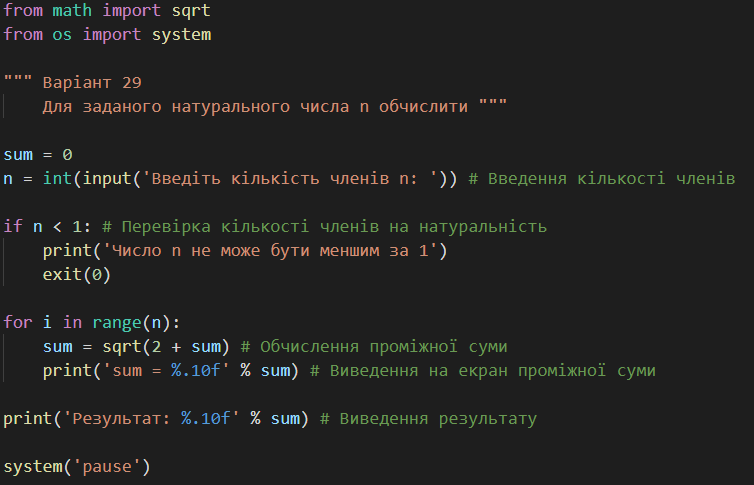 from math import sqrt
from os import system
""" Варіант 29
Для заданого натурального числа n обчислити """
sum = 0
n = int(input('Введіть кількість членів n: ')) # Введення кількості членів
if n < 1: # Перевірка кількості членів на натуральність
print('Число n не може бути меншим за 1')
exit(0)
for i in range(n):
sum = sqrt(2 + sum) # Обчислення проміжної суми
print('sum = %.10f' % sum) # Виведення на екран проміжної суми
print('Результат: %.10f' % sum) # Виведення результату
system('pause')